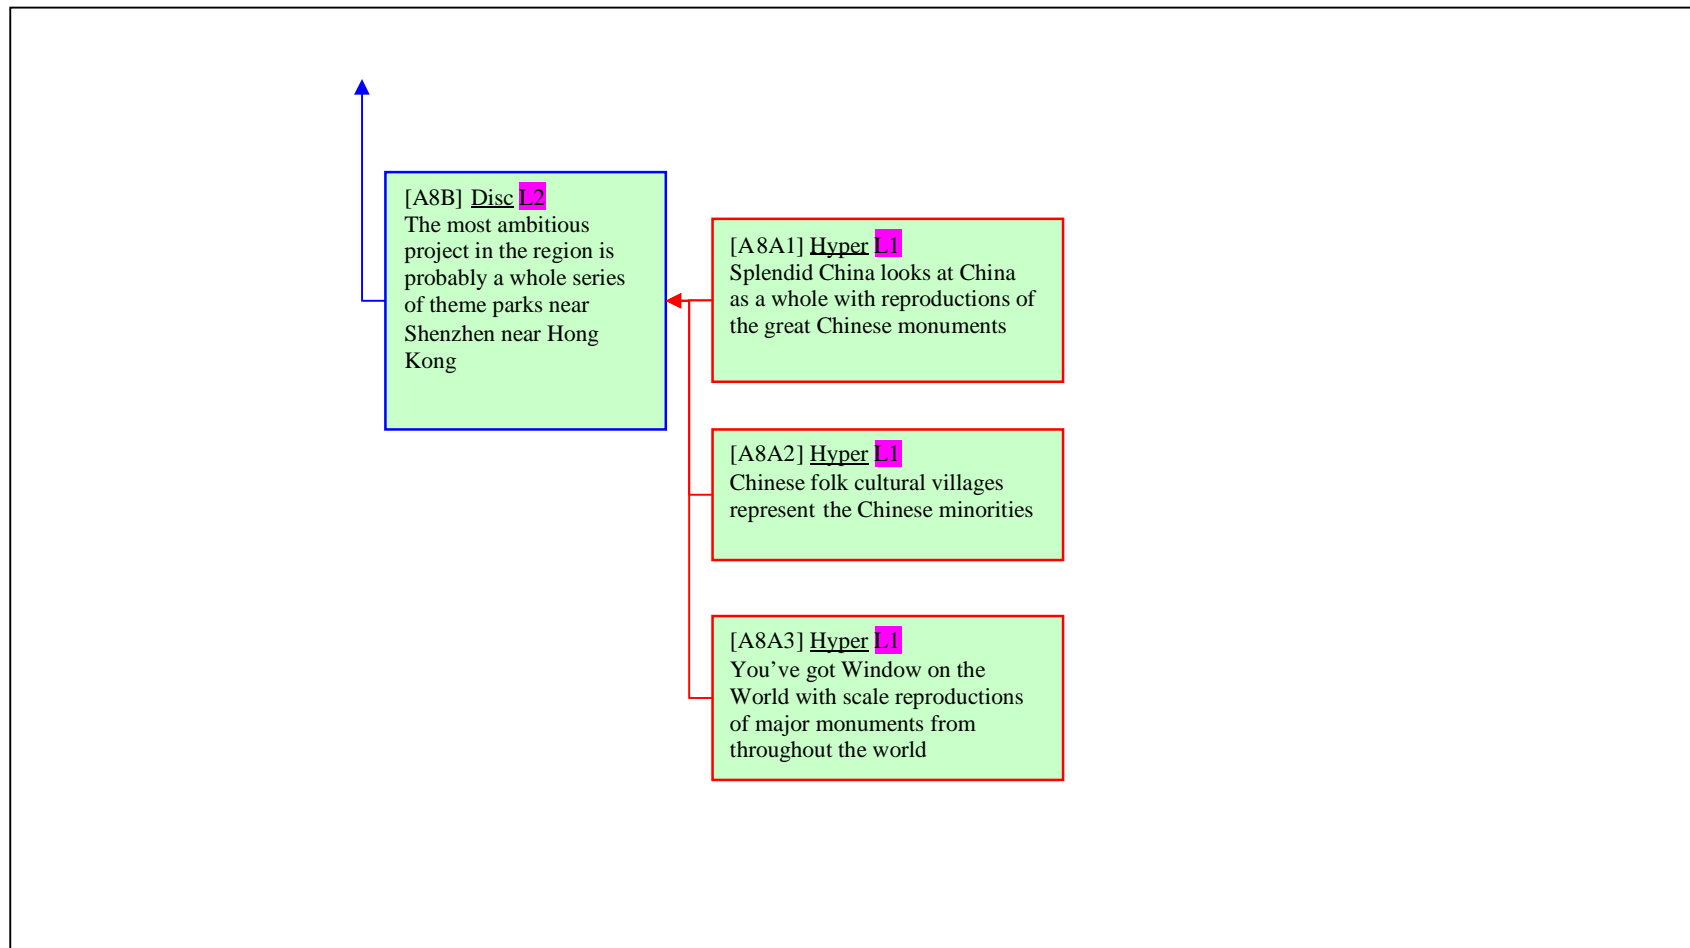 [A8B] Disc L2
The most ambitious
project in the region is
probably a whole series
of theme parks near
Shenzhen near Hong
Kong
[A8A1] Hyper L1
Splendid China looks at China
as a whole with reproductions of
the great Chinese monuments
[A8A2] Hyper L1
Chinese folk cultural villages
represent the Chinese minorities
[A8A3] Hyper L1
You’ve got Window on the
World with scale reproductions
of major monuments from
throughout the world